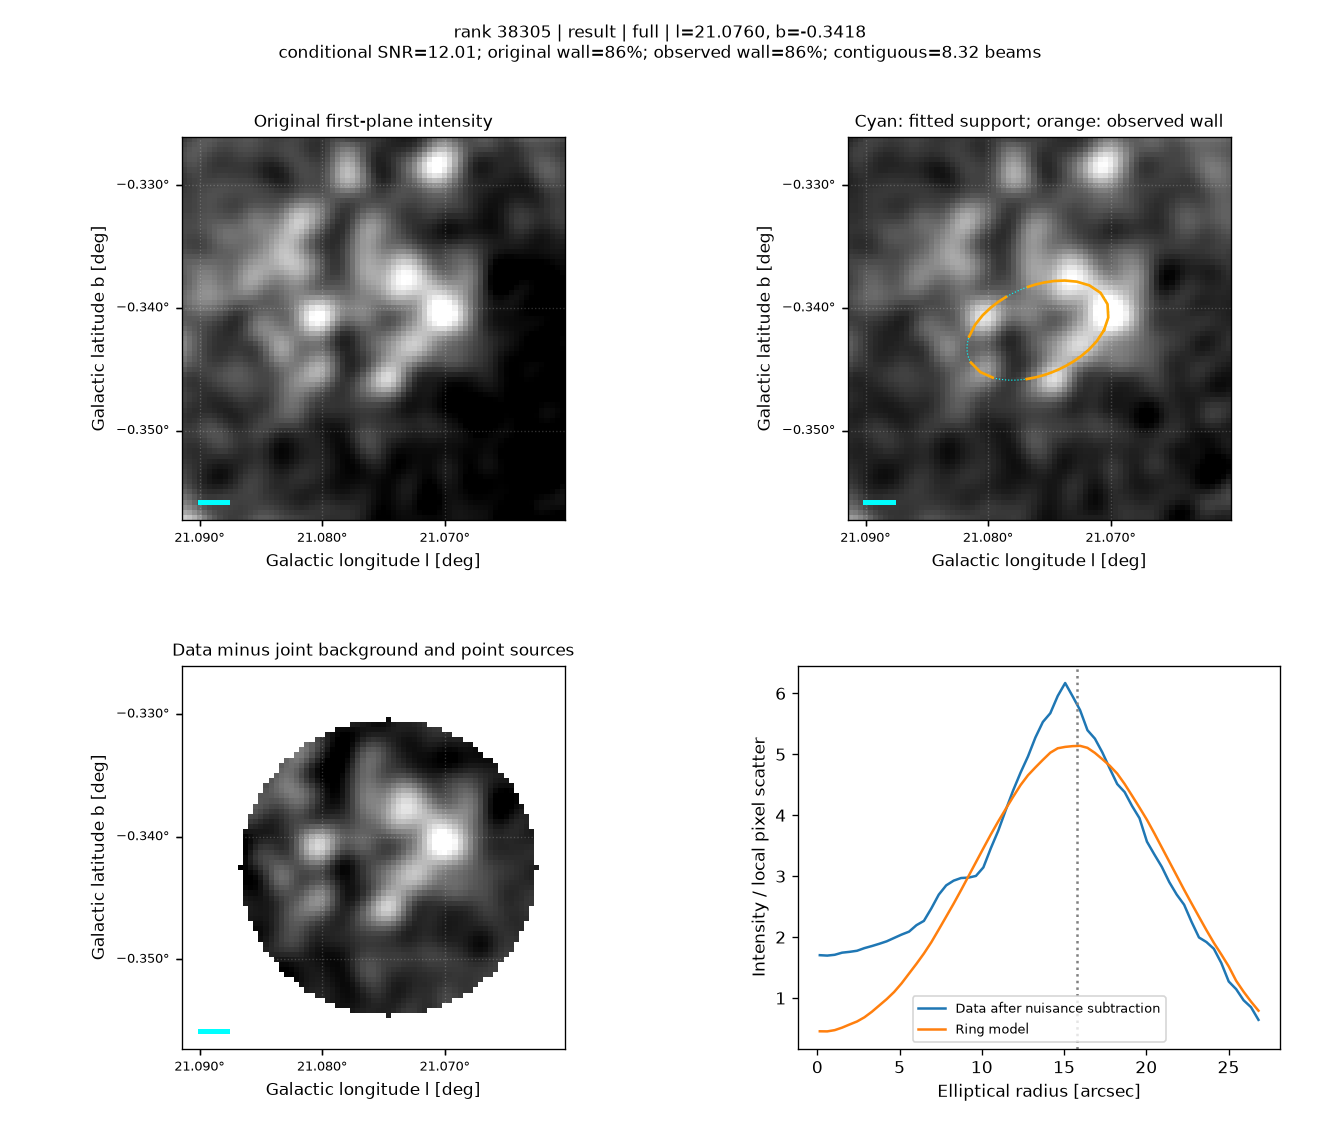 rank 38305 | result | full | l=21.0760, b=-0.3418
conditional SNR=12.01; original wall=86%; observed wall=86%; contiguous=8.32 beams
Original first-plane intensity
−0.330°
−0.340°
−0.350°
Galactic latitude b [deg]
21.090°
21.080°
21.070°
Galactic longitude l [deg]
Cyan: fitted support; orange: observed wall
−0.330°
−0.340°
−0.350°
Galactic latitude b [deg]
21.090°
21.080°
21.070°
Galactic longitude l [deg]
Data minus joint background and point sources
−0.330°
−0.340°
−0.350°
Galactic latitude b [deg]
21.090°
21.080°
21.070°
Galactic longitude l [deg]
6
5
4
3
2
1
Intensity / local pixel scatter
Data after nuisance subtraction
Ring model
0
5
10
15
20
25
Elliptical radius [arcsec]